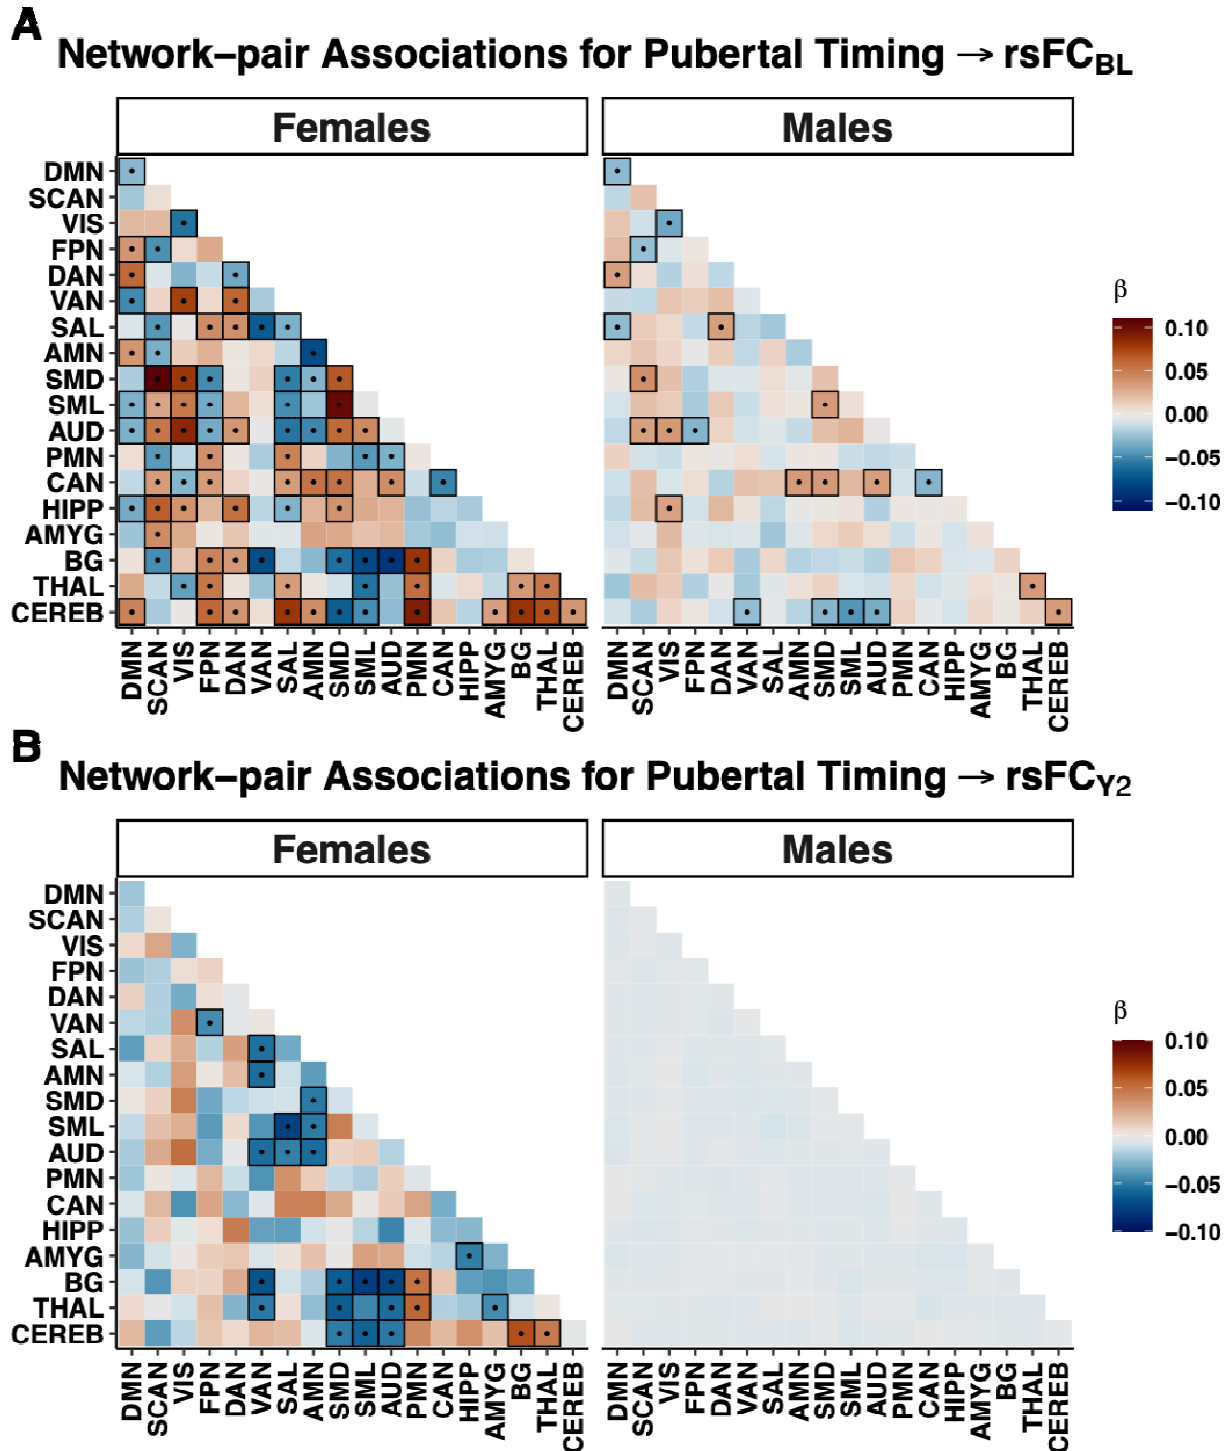 A
Network-pair Associations for Pubertal Timing → rsFC_BL
Females
Males
DMN
SCAN
VIS
FPN
DAN
VAN
SAL
AMN
SMD
SML
AUD
PMN
CAN
HIPP
AMYG
BG
THAL
CEREB
DMN SCAN VIS FPN DAN VAN SAL AMN SMD SML AUD PMN CAN HIPP AMYG BG THAL CEREB
DMN SCAN VIS FPN DAN VAN SAL AMN SMD SML AUD PMN CAN HIPP AMYG BG THAL CEREB
β
0.10
0.05
0.00
−0.05
−0.10
B
Network-pair Associations for Pubertal Timing → rsFC_Y2
Females
Males
DMN
SCAN
VIS
FPN
DAN
VAN
SAL
AMN
SMD
SML
AUD
PMN
CAN
HIPP
AMYG
BG
THAL
CEREB
DMN SCAN VIS FPN DAN VAN SAL AMN SMD SML AUD PMN CAN HIPP AMYG BG THAL CEREB
DMN SCAN VIS FPN DAN VAN SAL AMN SMD SML AUD PMN CAN HIPP AMYG BG THAL CEREB
β
0.10
0.05
0.00
−0.05
−0.10